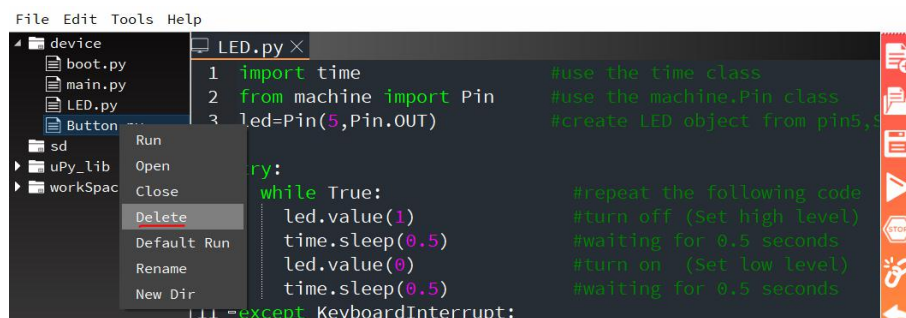 File Edit Tools Help
device
boot.py
main.py
LED.py
Button
sd
uPy_lib
workSpac
Run
Open
Close
Delete
Default Run
Rename
New Dir
LED.py
1 import time #use the time class
2 from machine import Pin #use the machine.Pin class
3 led=Pin(5,Pin.OUT) #create LED object from pin5,S
ry:
while True: #repeat the following code
led.value(1) #turn off (Set high level)
time.sleep(0.5) #waiting for 0.5 seconds
led.value(0) #turn on (Set low level)
time.sleep(0.5) #waiting for 0.5 seconds
11 except KeyboardInterrupt:
STOP